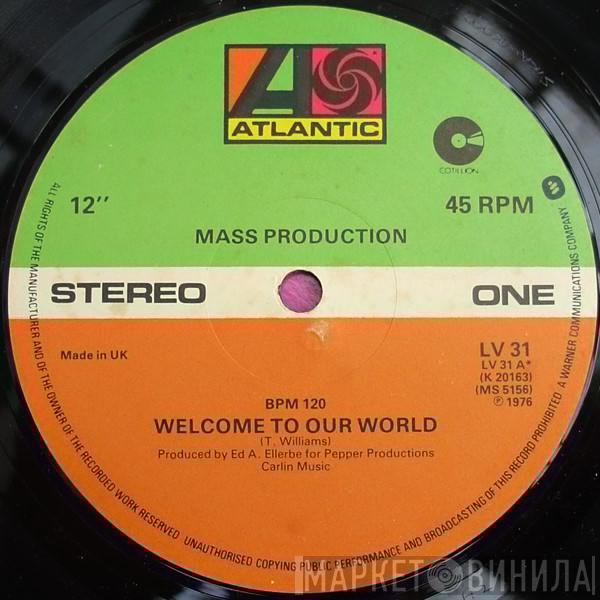 ATLANTIC
COTILLION
12"
45 RPM
MASS PRODUCTION
STEREO
ONE
Made in UK
LV 31
LV 31 A*
(K 20163)
(MS 5156)
℗ 1976
BPM 120
WELCOME TO OUR WORLD
(T. Williams)
Produced by Ed A. Ellerbe for Pepper Productions
Carlin Music
ALL RIGHTS OF THE MANUFACTURER AND OF THE OWNER OF THE RECORDED WORK RESERVED. UNAUTHORISED COPYING PUBLIC PERFORMANCE AND BROADCASTING OF THIS RECORD PROHIBITED. A WARNER COMMUNICATIONS COMPANY
МАРКЕТ ВИНИЛА